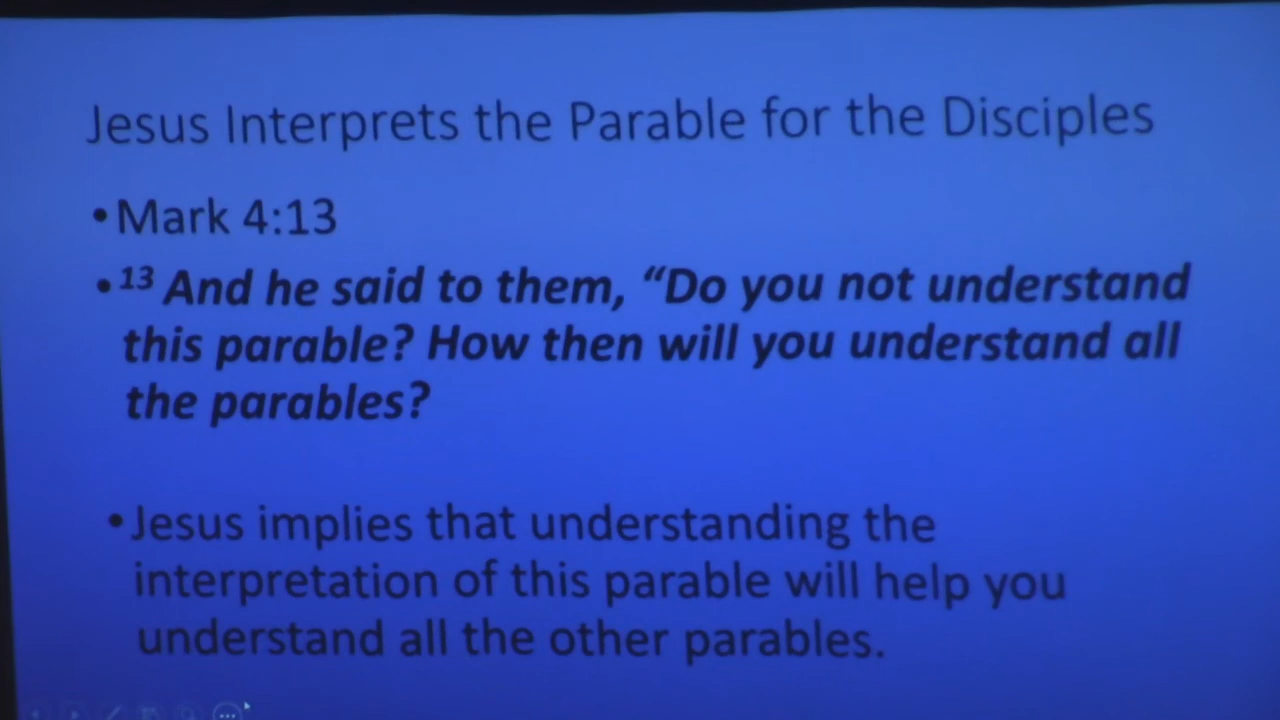 Jesus Interprets the Parable for the Disciples
•Mark 4:13
•13 And he said to them, “Do you not understand
this parable? How then will you understand all
the parables?
•Jesus implies that understanding the
interpretation of this parable will help you
understand all the other parables.